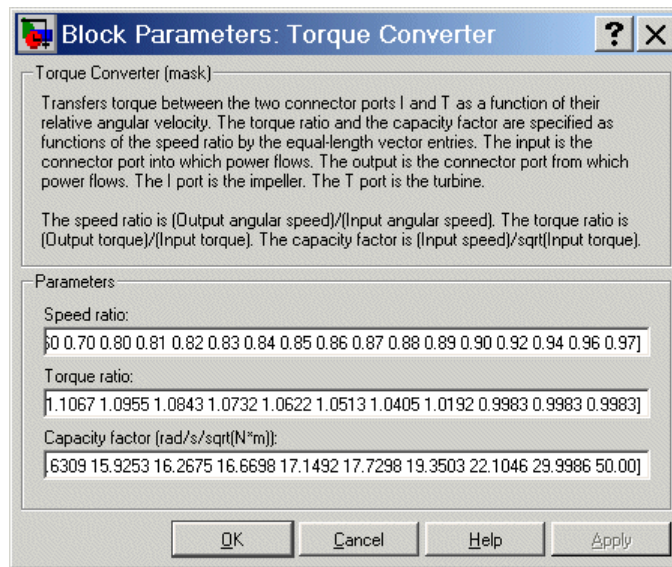 Block Parameters: Torque Converter
Torque Converter (mask)
Transfers torque between the two connector ports I and T as a function of their
relative angular velocity. The torque ratio and the capacity factor are specified as
functions of the speed ratio by the equal-length vector entries. The input is the
connector port into which power flows. The output is the connector port from which
power flows. The I port is the impeller. The T port is the turbine.
The speed ratio is (Output angular speed)/(Input angular speed). The torque ratio is
(Output torque)/(Input torque). The capacity factor is (Input speed)/sqrt(Input torque).
Parameters
Speed ratio:
0.70 0.80 0.81 0.82 0.83 0.84 0.85 0.86 0.87 0.88 0.89 0.90 0.92 0.94 0.96 0.97]
Torque ratio:
1.1067 1.0955 1.0843 1.0732 1.0622 1.0513 1.0405 1.0192 0.9983 0.9983 0.9983]
Capacity factor (rad/s/sqrt(N*m)):
.6309 15.9253 16.2675 16.6698 17.1492 17.7298 19.3503 22.1046 29.9986 50.00]
OK Cancel Help Apply